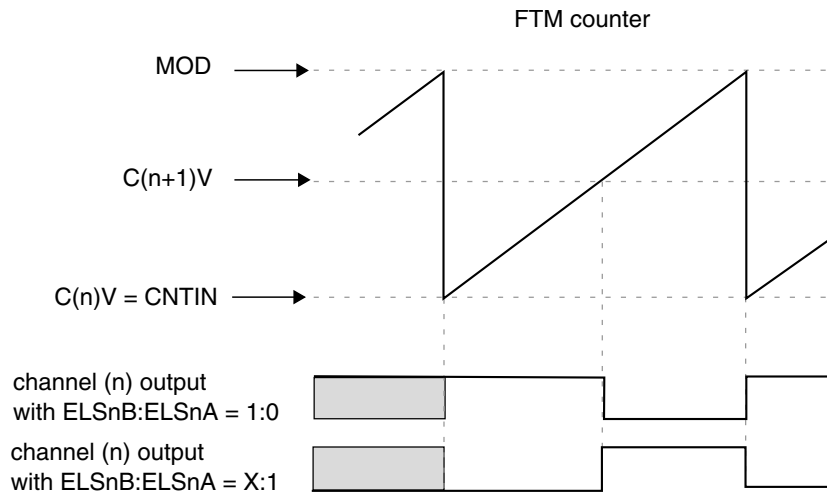 FTM counter
MOD
C(n+1)V
C(n)V = CNTIN
channel (n) output
with ELSnB:ELSnA = 1:0
channel (n) output
with ELSnB:ELSnA = X:1